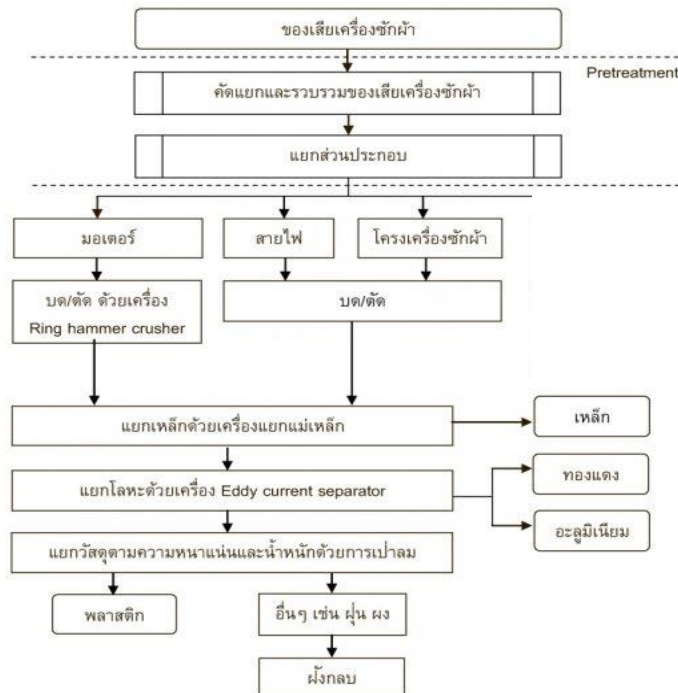 ของเสียเครื่องซักผ้า
Pretreatment
คัดแยกและรวบรวมของเสียเครื่องซักผ้า
แยกส่วนประกอบ
มอเตอร์
สายไฟ
โครงเครื่องซักผ้า
บด/ตัด ด้วยเครื่อง
Ring hammer crusher
บด/ตัด
แยกเหล็กด้วยเครื่องแยกแม่เหล็ก
เหล็ก
แยกโลหะด้วยเครื่อง Eddy current separator
ทองแดง
อะลูมิเนียม
แยกวัสดุตามความหนาแน่นและน้ำหนักด้วยการเป่าลม
พลาสติก
อื่นๆ เช่น ฝุ่น ผง
ฝังกลบ